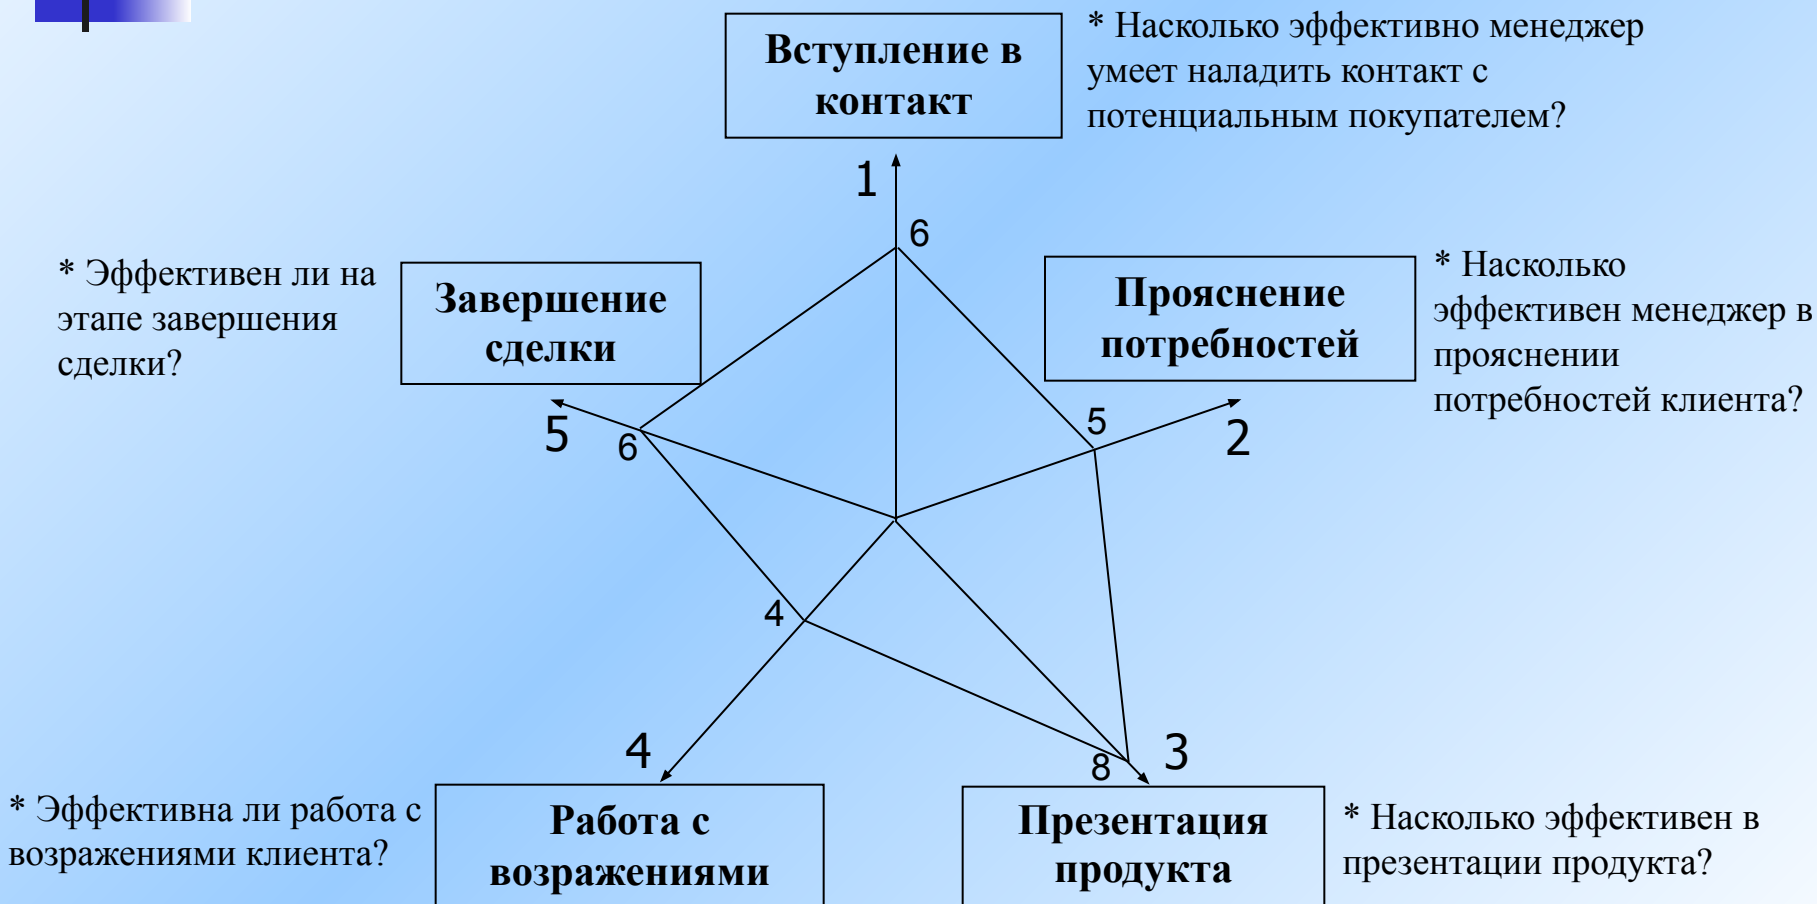 Вступление в
контакт
* Насколько эффективно менеджер
умеет наладить контакт с
потенциальным покупателем?
1
6
* Эффективен ли на
этапе завершения
сделки?
Завершение
сделки
5
6
Прояснение
потребностей
5
2
* Насколько
эффективен менеджер в
прояснении
потребностей клиента?
4
4
8
3
* Эффективна ли работа с
возражениями клиента?
Работа с
возражениями
Презентация
продукта
* Насколько эффективен в
презентации продукта?